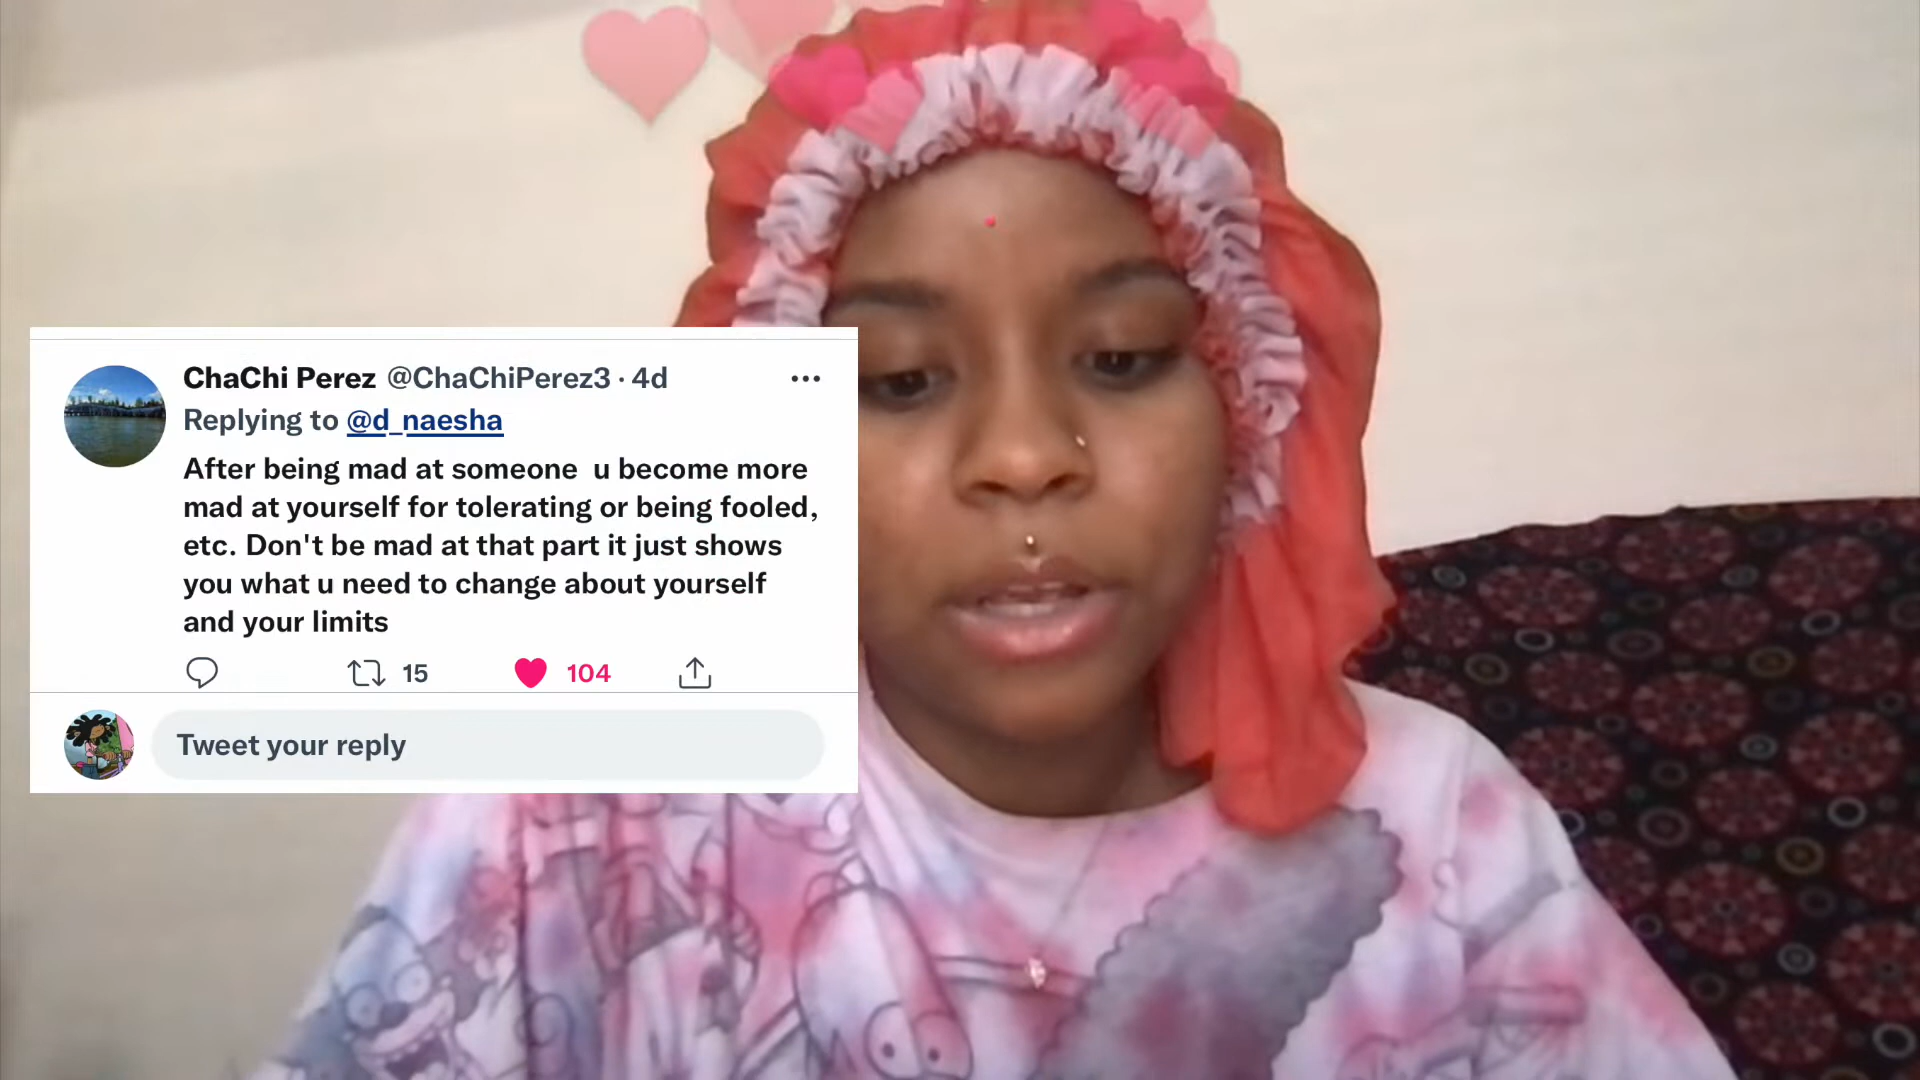 ChaChi Perez @ChaChiPerez3 · 4d
Replying to @d_naesha
After being mad at someone  u become more
mad at yourself for tolerating or being fooled,
etc. Don't be mad at that part it just shows
you what u need to change about yourself
and your limits
15 104
Tweet your reply